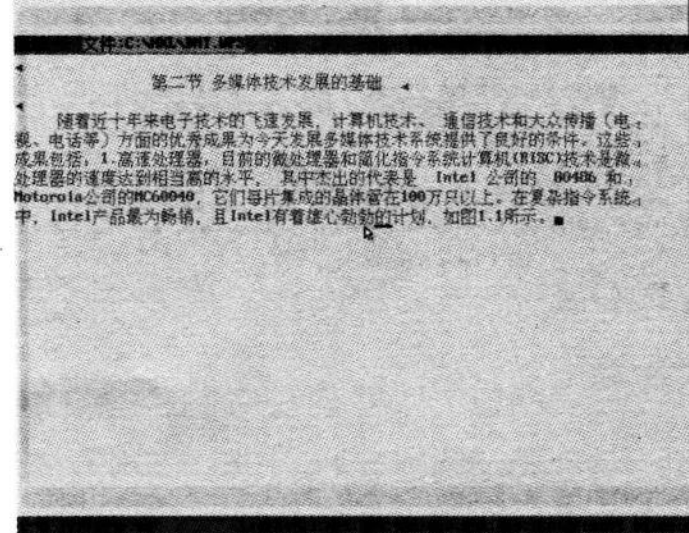 文件:C:\MMI\MMI.WPS
第二节 多媒体技术发展的基础
随着近十年来电子技术的飞速发展，计算机技术、 通信技术和大众传播（电
视、电话等）方面的优秀成果为今天发展多媒体技术系统提供了良好的条件。这些
成果包括：1.高速处理器，目前的微处理器和简化指令系统计算机(RISC)技术是微
处理器的速度达到相当高的水平， 其中杰出的代表是 Intel 公司的 80486 和
Motorola公司的MC60040，它们每片集成的晶体管在100万只以上。在复杂指令系统
中，Intel产品最为畅销，且Intel有着雄心勃勃的计划，如图1.1所示。